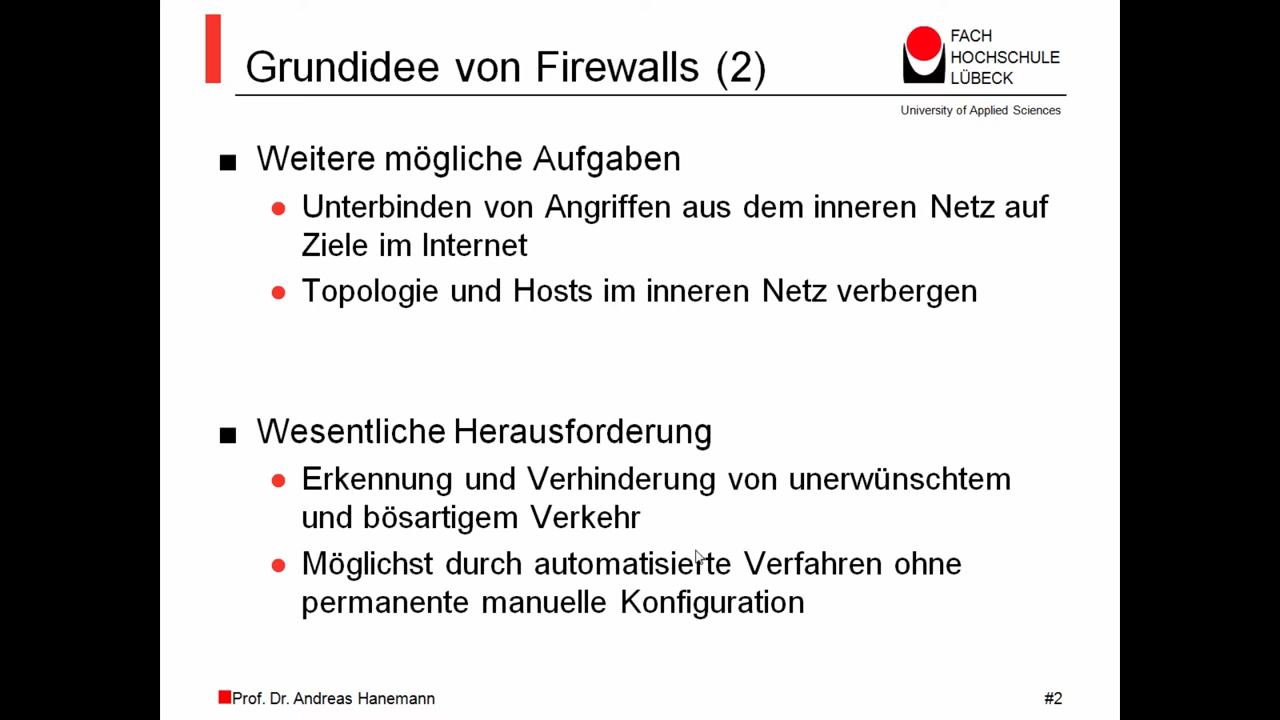 Grundidee von Firewalls (2)
FACH
HOCHSCHULE
LÜBECK
University of Applied Sciences
Weitere mögliche Aufgaben
Unterbinden von Angriffen aus dem inneren Netz auf
Ziele im Internet
Topologie und Hosts im inneren Netz verbergen
Wesentliche Herausforderung
Erkennung und Verhinderung von unerwünschtem
und bösartigem Verkehr
Möglichst durch automatisierte Verfahren ohne
permanente manuelle Konfiguration
Prof. Dr. Andreas Hanemann
#2